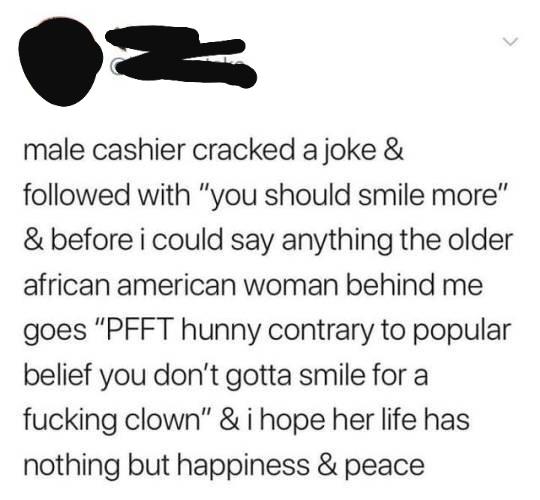 male cashier cracked a joke &
followed with "you should smile more"
& before i could say anything the older
african american woman behind me
goes "PFFT hunny contrary to popular
belief you don't gotta smile for a
fucking clown" & i hope her life has
nothing but happiness & peace